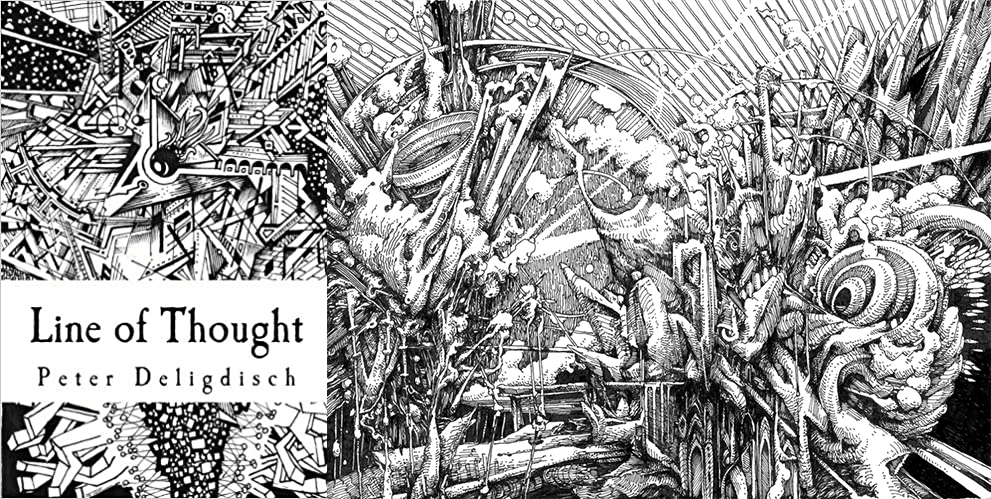 Line of Thought
Peter Deligdisch